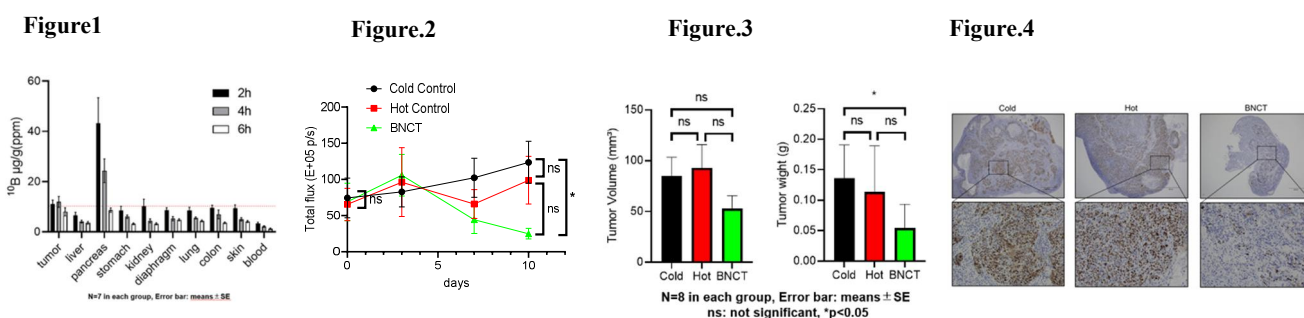 Figure1
Figure.2
Figure.3
Figure.4
60
40
20
0
¹⁰B μg/g(ppm)
2h
4h
6h
tumor
liver
pancreas
stomach
kidney
diaphragm
lung
colon
skin
blood
N=7 in each group, Error bar: means ± SE
Cold Control
Hot Control
BNCT
200
150
100
50
0
Total flux (E+05 p/s)
ns
ns
ns
ns
*
0
5
10
days
150
100
50
0
Tumor Volume (mm³)
ns
ns
ns
Cold
Hot
BNCT
0.25
0.20
0.15
0.10
0.05
0.00
Tumor wight (g)
*
ns
ns
Cold
Hot
BNCT
N=8 in each group, Error bar: means ± SE
ns: not significant, *p<0.05
Cold
Hot
BNCT